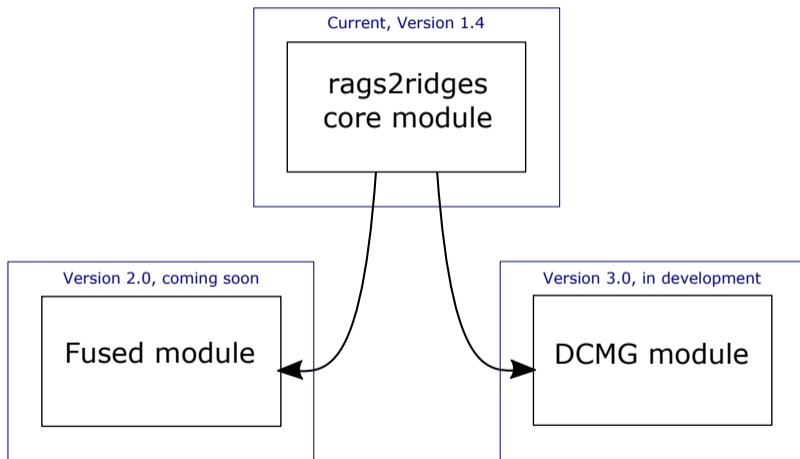 Current, Version 1.4
rags2ridges
core module
Version 2.0, coming soon
Fused module
Version 3.0, in development
DCMG module